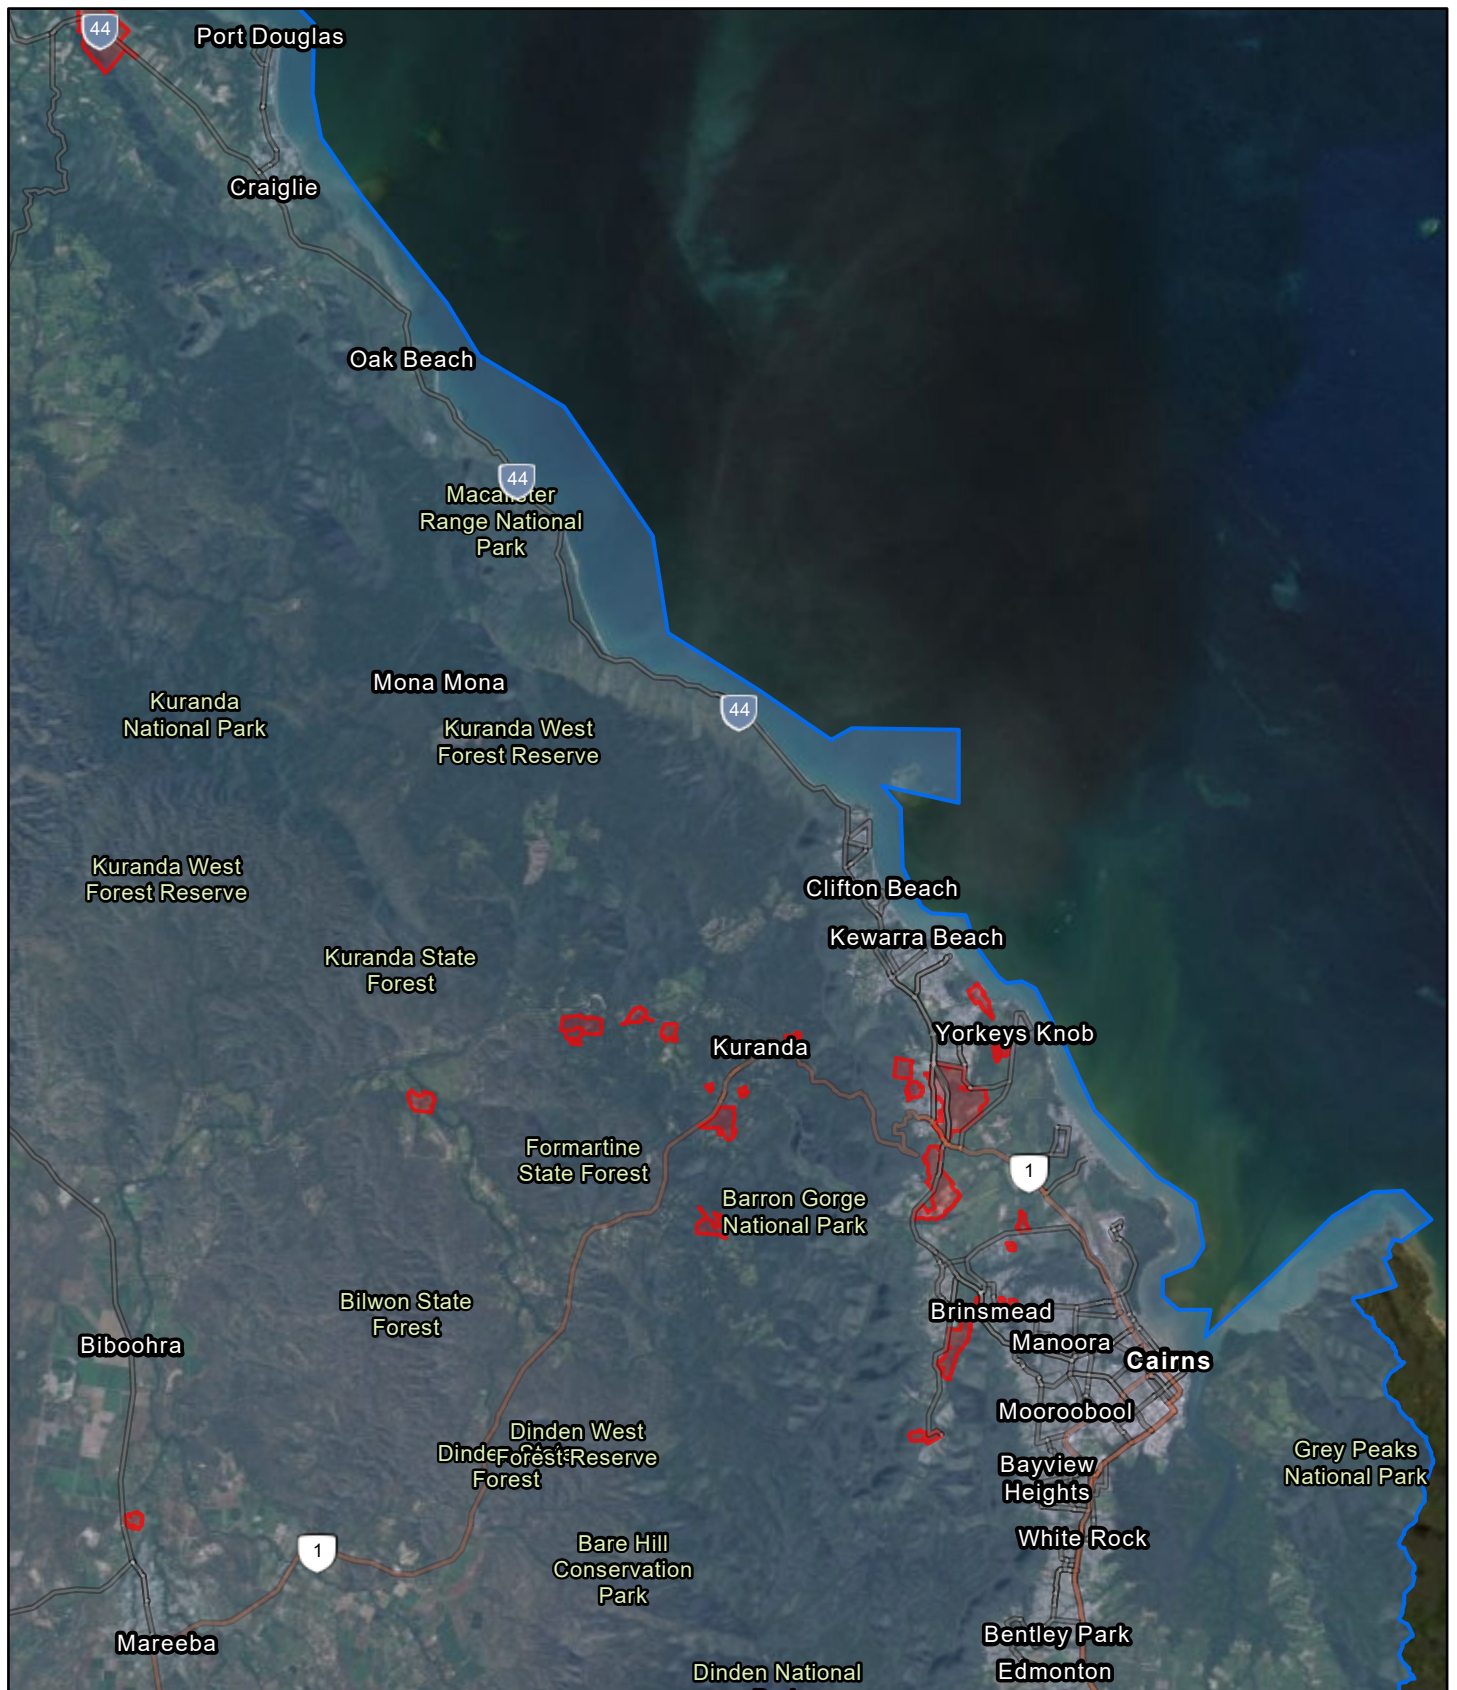 44
Port Douglas
Craiglie
Oak Beach
44
Macalister
Range National
Park
Mona Mona
Kuranda
National Park
44
Kuranda West
Forest Reserve
Kuranda West
Forest Reserve
Clifton Beach
Kewarra Beach
Kuranda State
Forest
Yorkeys Knob
Kuranda
Formartine
State Forest
1
Barron Gorge
National Park
Bilwon State
Forest
Brinsmead
Biboohra
Manoora
Cairns
Mooroobool
Dinden West
Forest Reserve
Dinden State
Forest
Grey Peaks
National Park
Bayview
Heights
White Rock
1
Bare Hill
Conservation
Park
Bentley Park
Mareeba
Edmonton
Dinden National